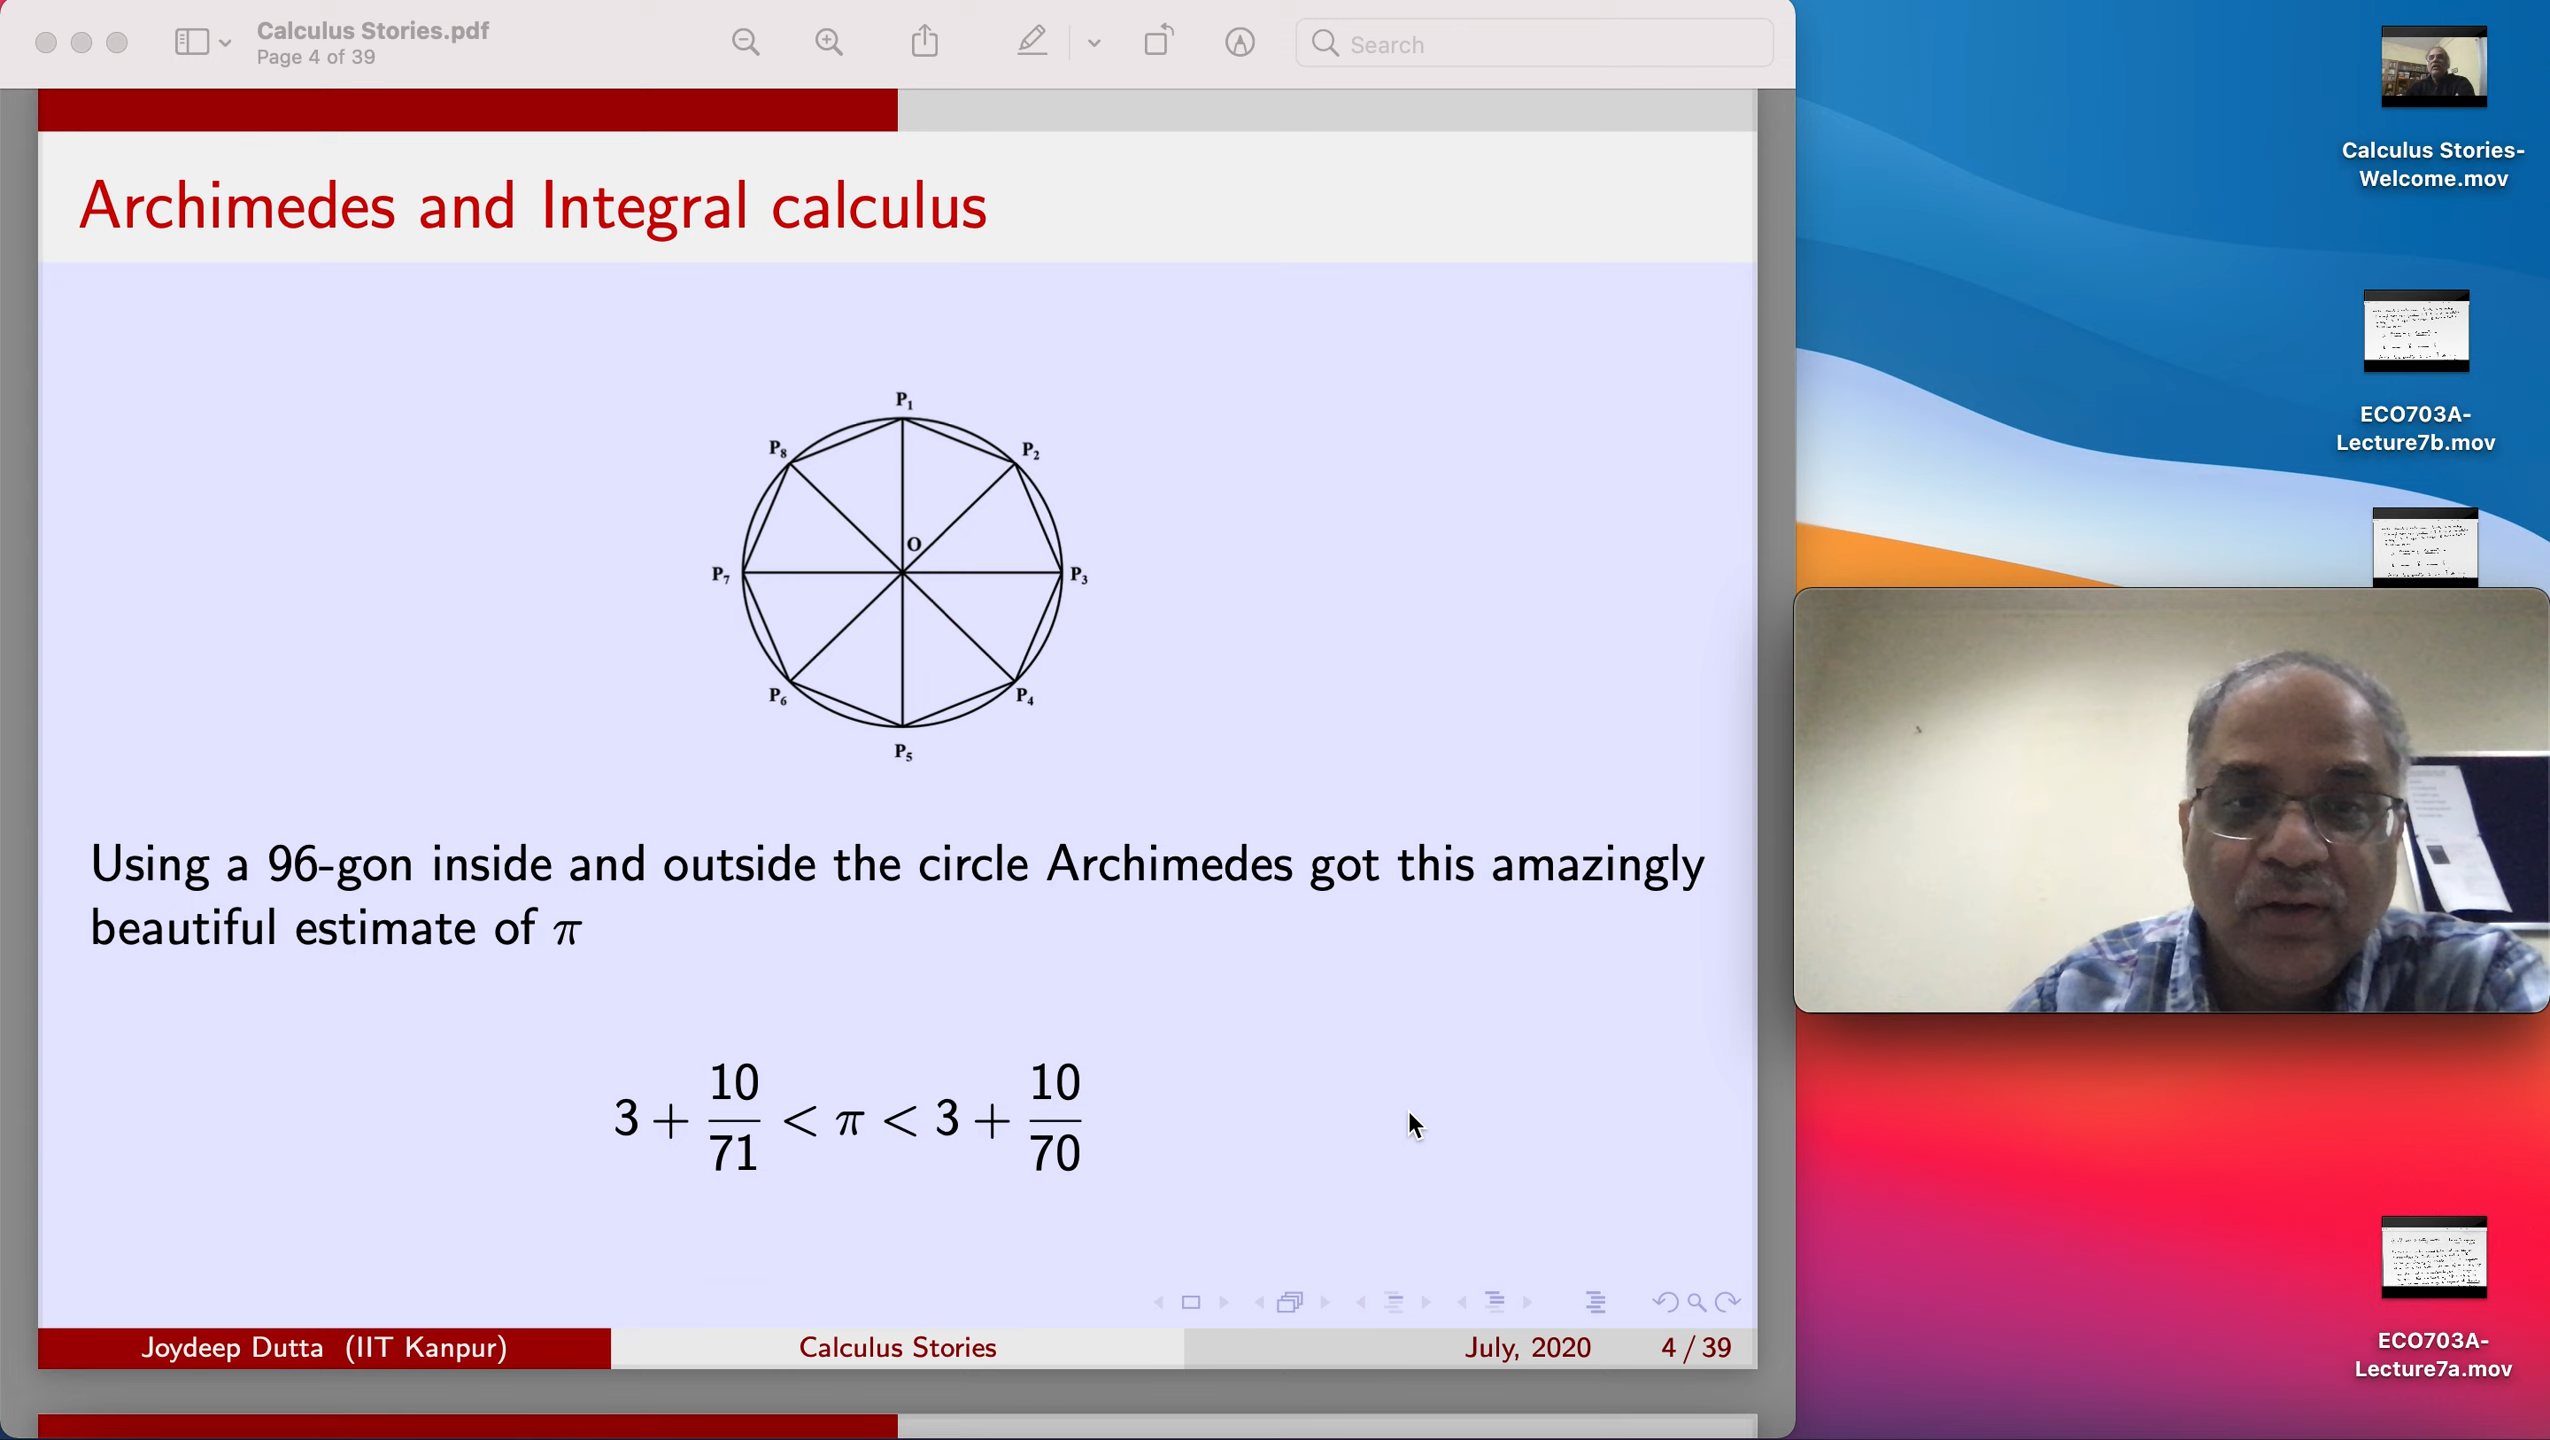 Calculus Stories.pdf
Page 4 of 39
Search
Archimedes and Integral calculus
P1
P8
P2
O
P7
P3
P6
P4
P5
Using a 96-gon inside and outside the circle Archimedes got this amazingly
beautiful estimate of π
3 + 10/71 < π < 3 + 10/70
Joydeep Dutta (IIT Kanpur)
Calculus Stories
July, 2020
4 / 39
Calculus Stories-
Welcome.mov
ECO703A-
Lecture7b.mov
ECO703A-
Lecture7a.mov